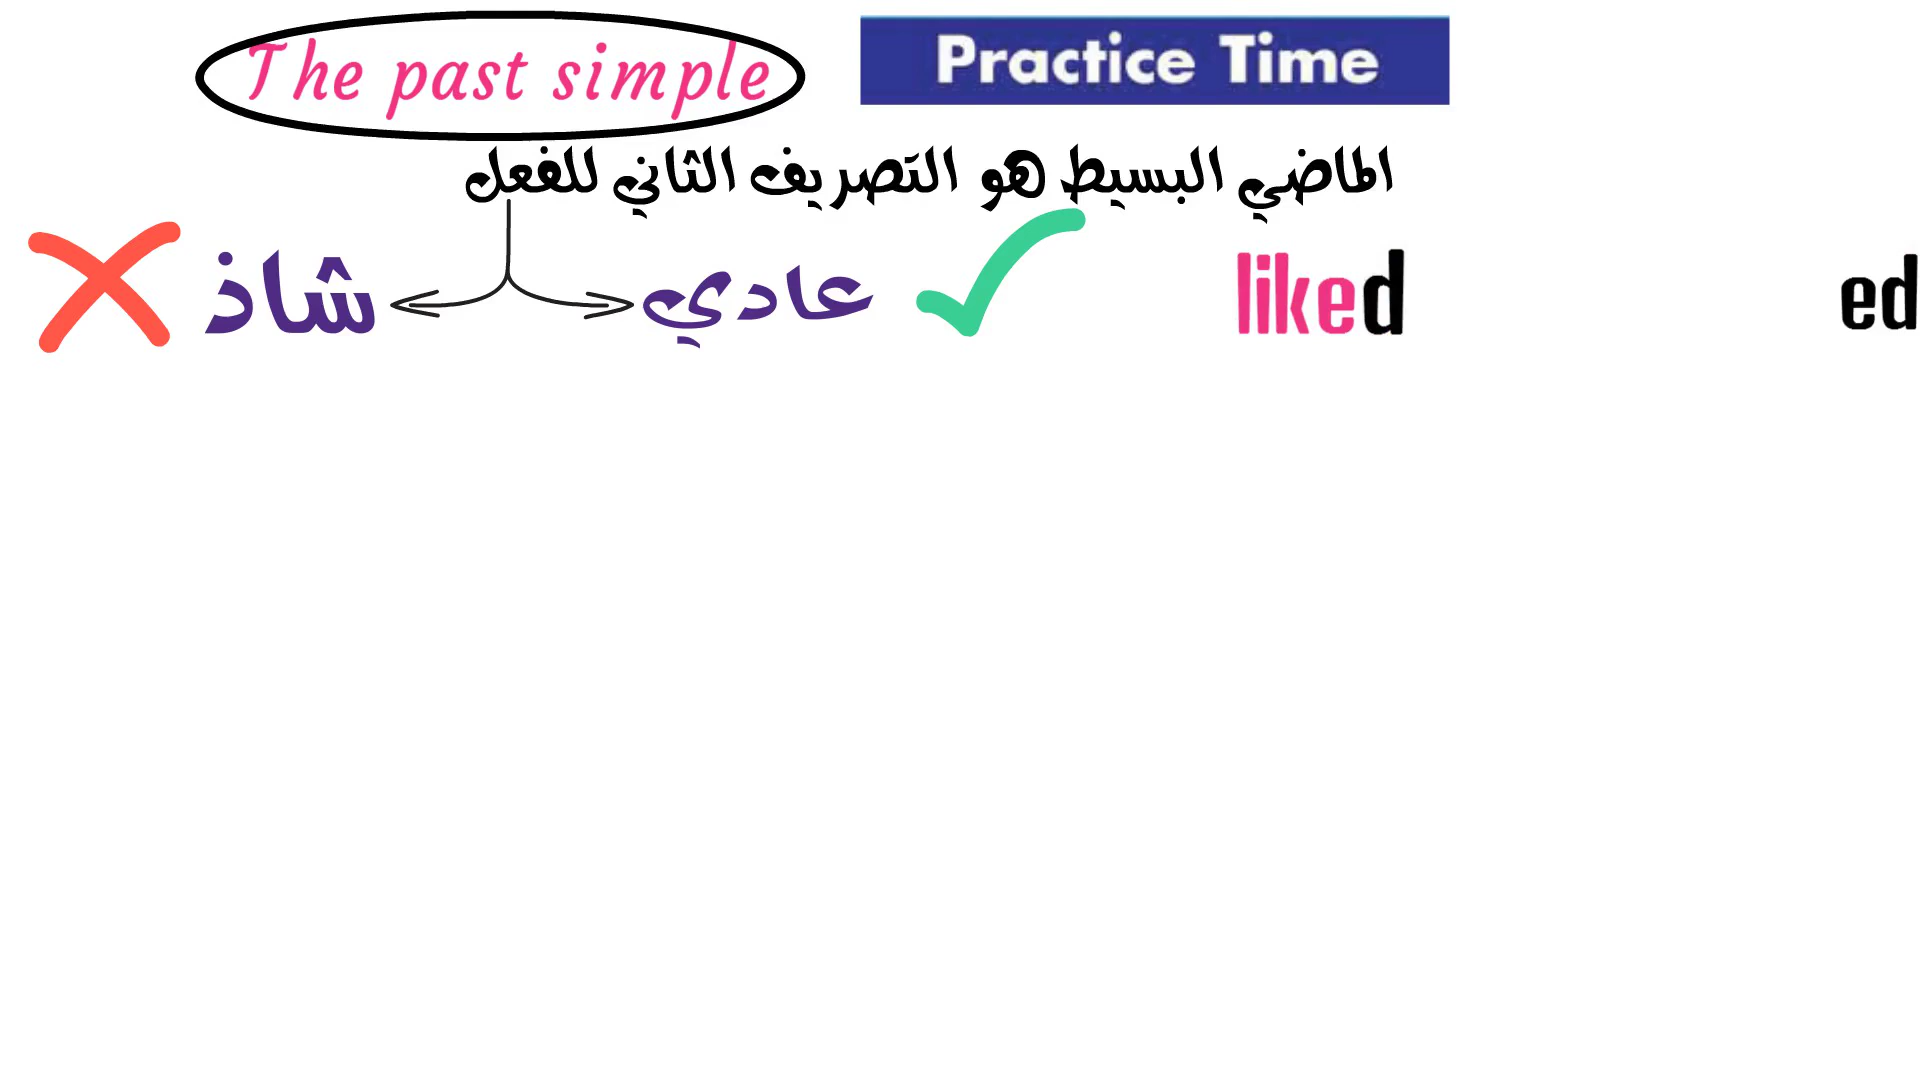 The past simple
Practice Time
الماضي البسيط هو التصريف الثاني للفعل
شاذ عادي liked ed